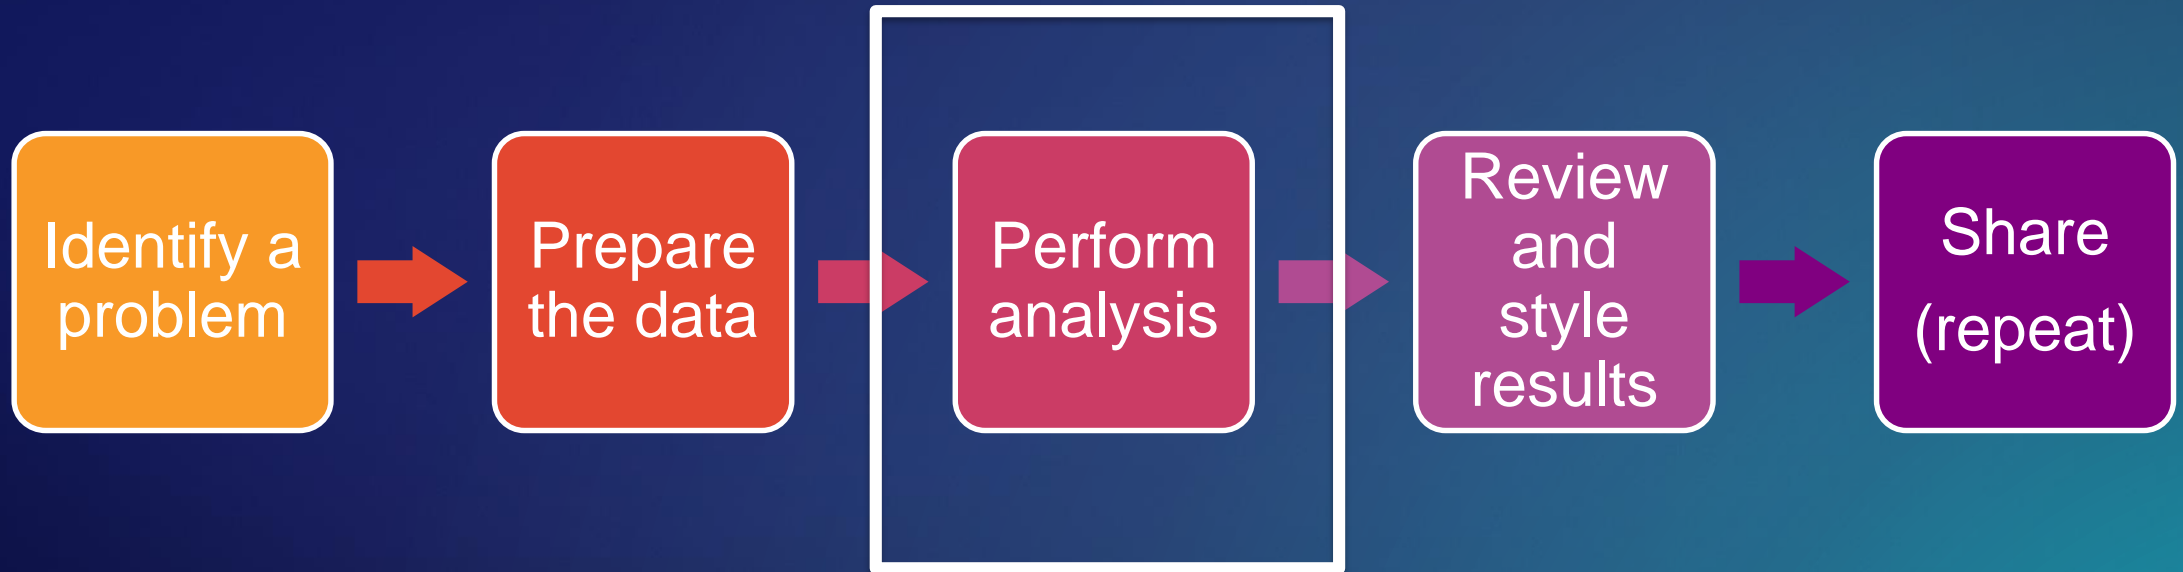 Identify a
problem
Prepare
the data
Perform
analysis
Review
and
style
results
Share
(repeat)